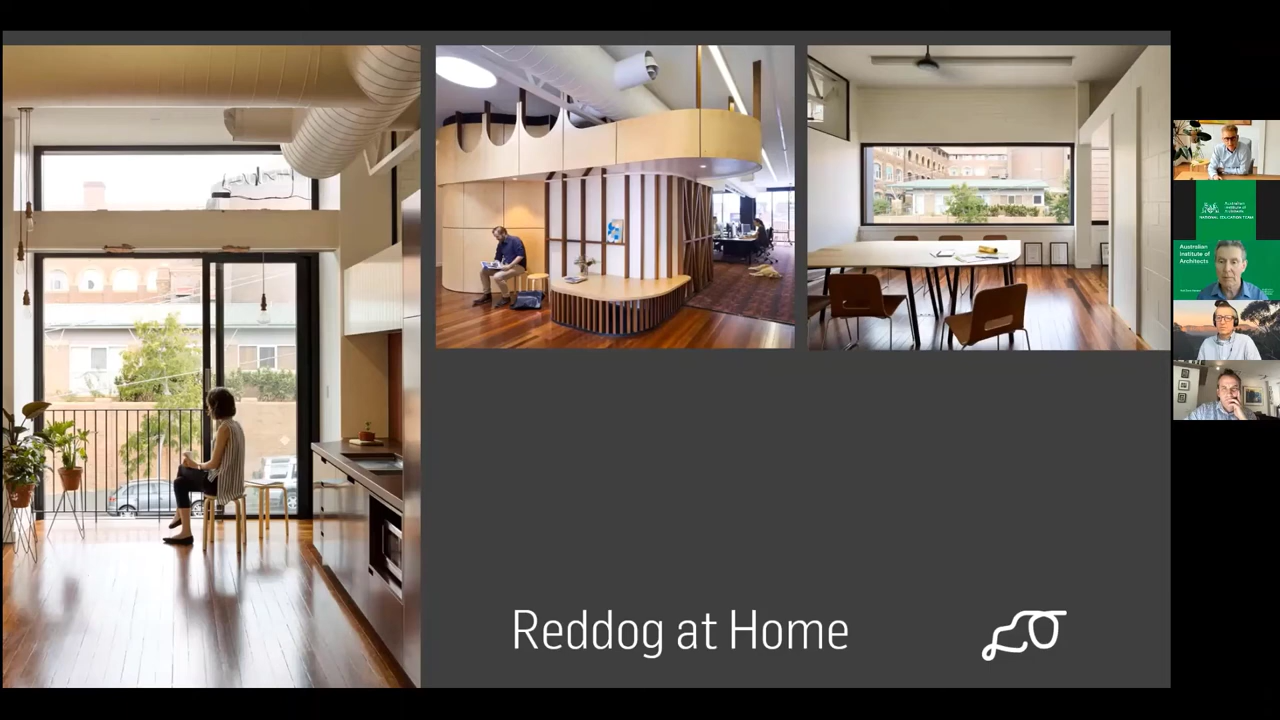 Reddog at Home
Australian
Institute of
Architects
NATIONAL EDUCATION TEAM
Australian
Institute of
Architects